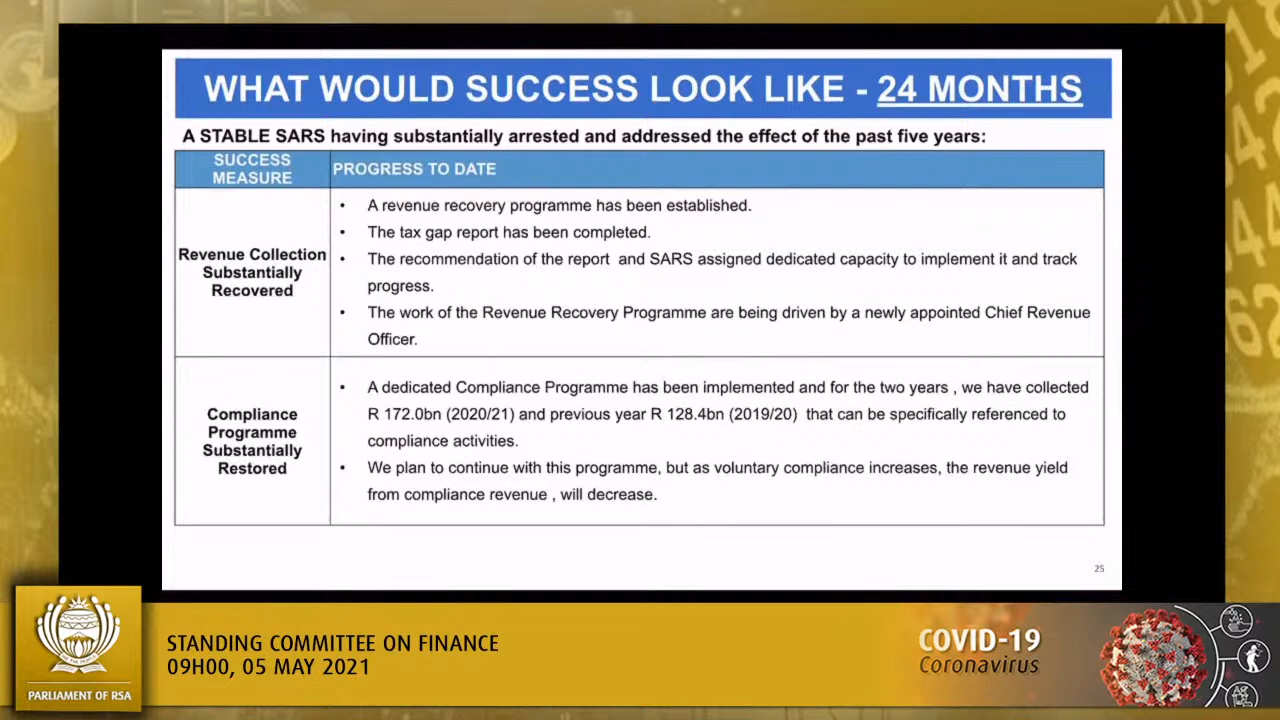 WHAT WOULD SUCCESS LOOK LIKE - 24 MONTHS
A STABLE SARS having substantially arrested and addressed the effect of the past five years:
SUCCESS
MEASURE
PROGRESS TO DATE
Revenue Collection
Substantially
Recovered
• A revenue recovery programme has been established.
• The tax gap report has been completed.
• The recommendation of the report and SARS assigned dedicated capacity to implement it and track
progress.
• The work of the Revenue Recovery Programme are being driven by a newly appointed Chief Revenue
Officer.
Compliance
Programme
Substantially
Restored
• A dedicated Compliance Programme has been implemented and for the two years , we have collected
R 172.0bn (2020/21) and previous year R 128.4bn (2019/20) that can be specifically referenced to
compliance activities.
• We plan to continue with this programme, but as voluntary compliance increases, the revenue yield
from compliance revenue , will decrease.
25
PARLIAMENT OF RSA
STANDING COMMITTEE ON FINANCE
09H00, 05 MAY 2021
COVID-19
Coronavirus